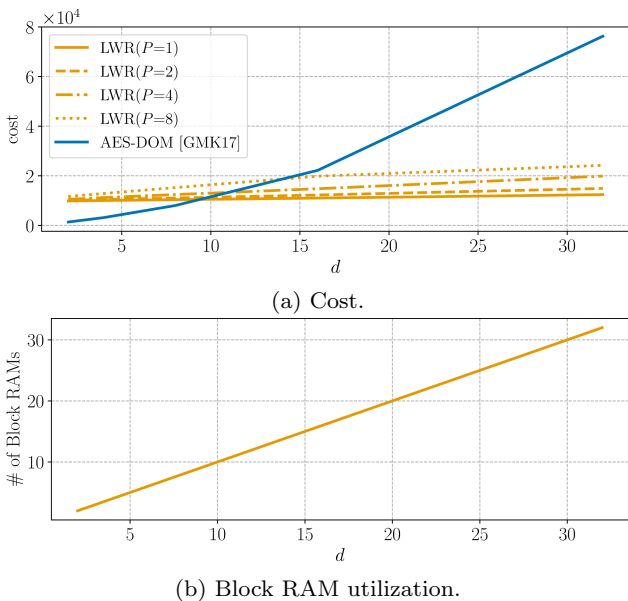 ×10⁴
8
6
4
2
0
cost
LWR(P=1)
LWR(P=2)
LWR(P=4)
LWR(P=8)
AES-DOM [GMK17]
5 10 15 20 25 30
d
(a) Cost.
30
20
10
# of Block RAMs
5 10 15 20 25 30
d
(b) Block RAM utilization.